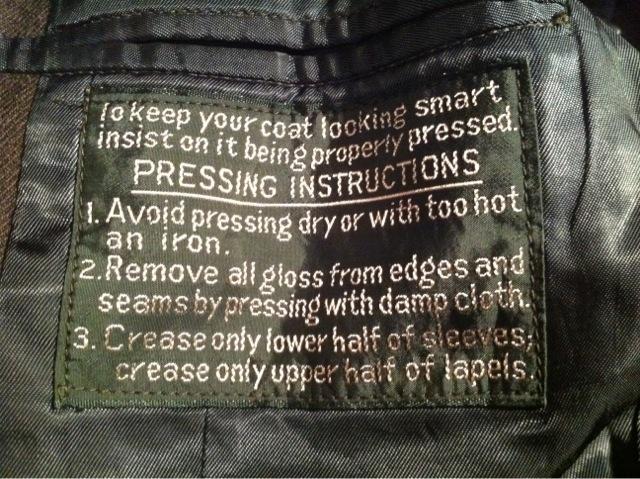 To keep your coat looking smart
insist on it being properly pressed.
PRESSING INSTRUCTIONS
1. Avoid pressing dry or with too hot
an iron.
2. Remove all gloss from edges and
seams by pressing with damp cloth.
3. Crease only lower half of sleeves;
crease only upper half of lapels.